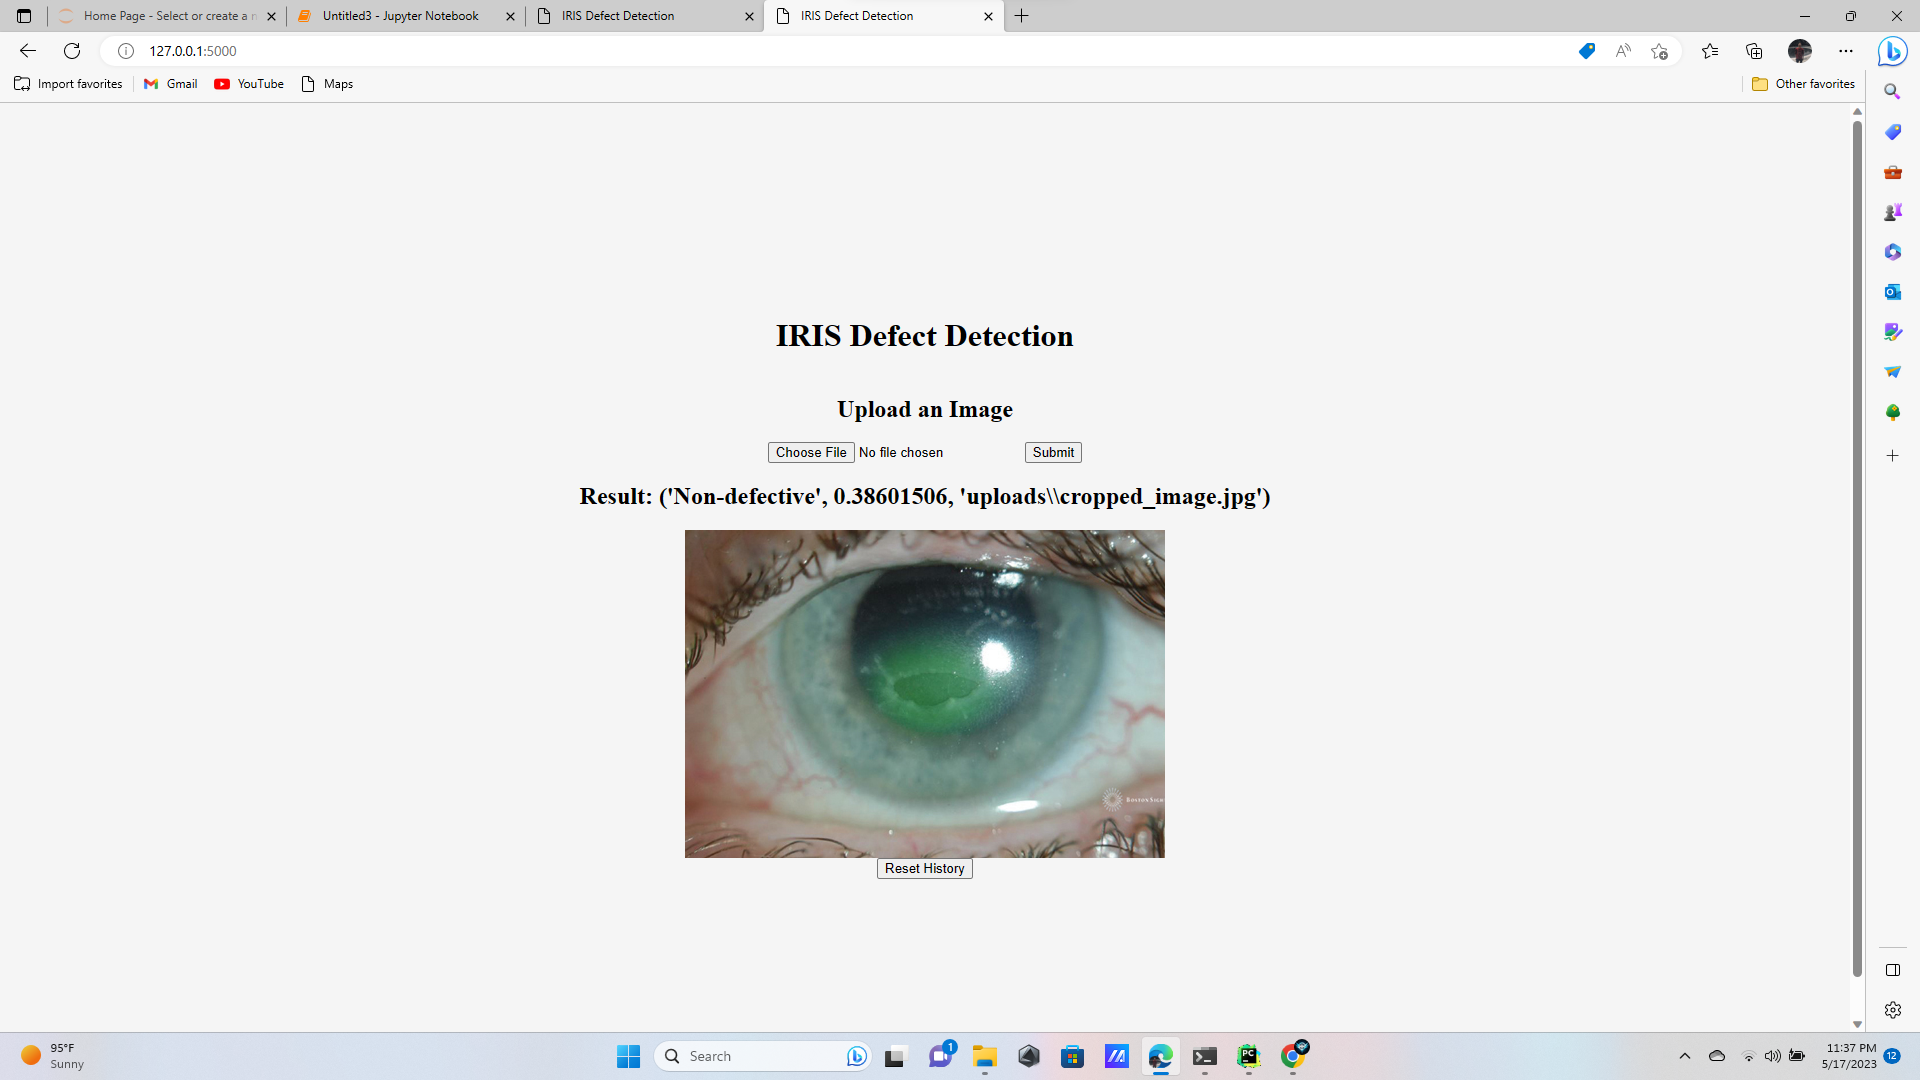 Home Page - Select or create a n
Untitled3 - Jupyter Notebook
IRIS Defect Detection
IRIS Defect Detection
127.0.0.1:5000
Import favorites
Gmail
YouTube
Maps
Other favorites
IRIS Defect Detection
Upload an Image
Choose File No file chosen
Submit
Result: ('Non-defective', 0.38601506, 'uploads\\cropped_image.jpg')
Reset History
95°F
Sunny
Search
1
PC
11:37 PM
5/17/2023
12